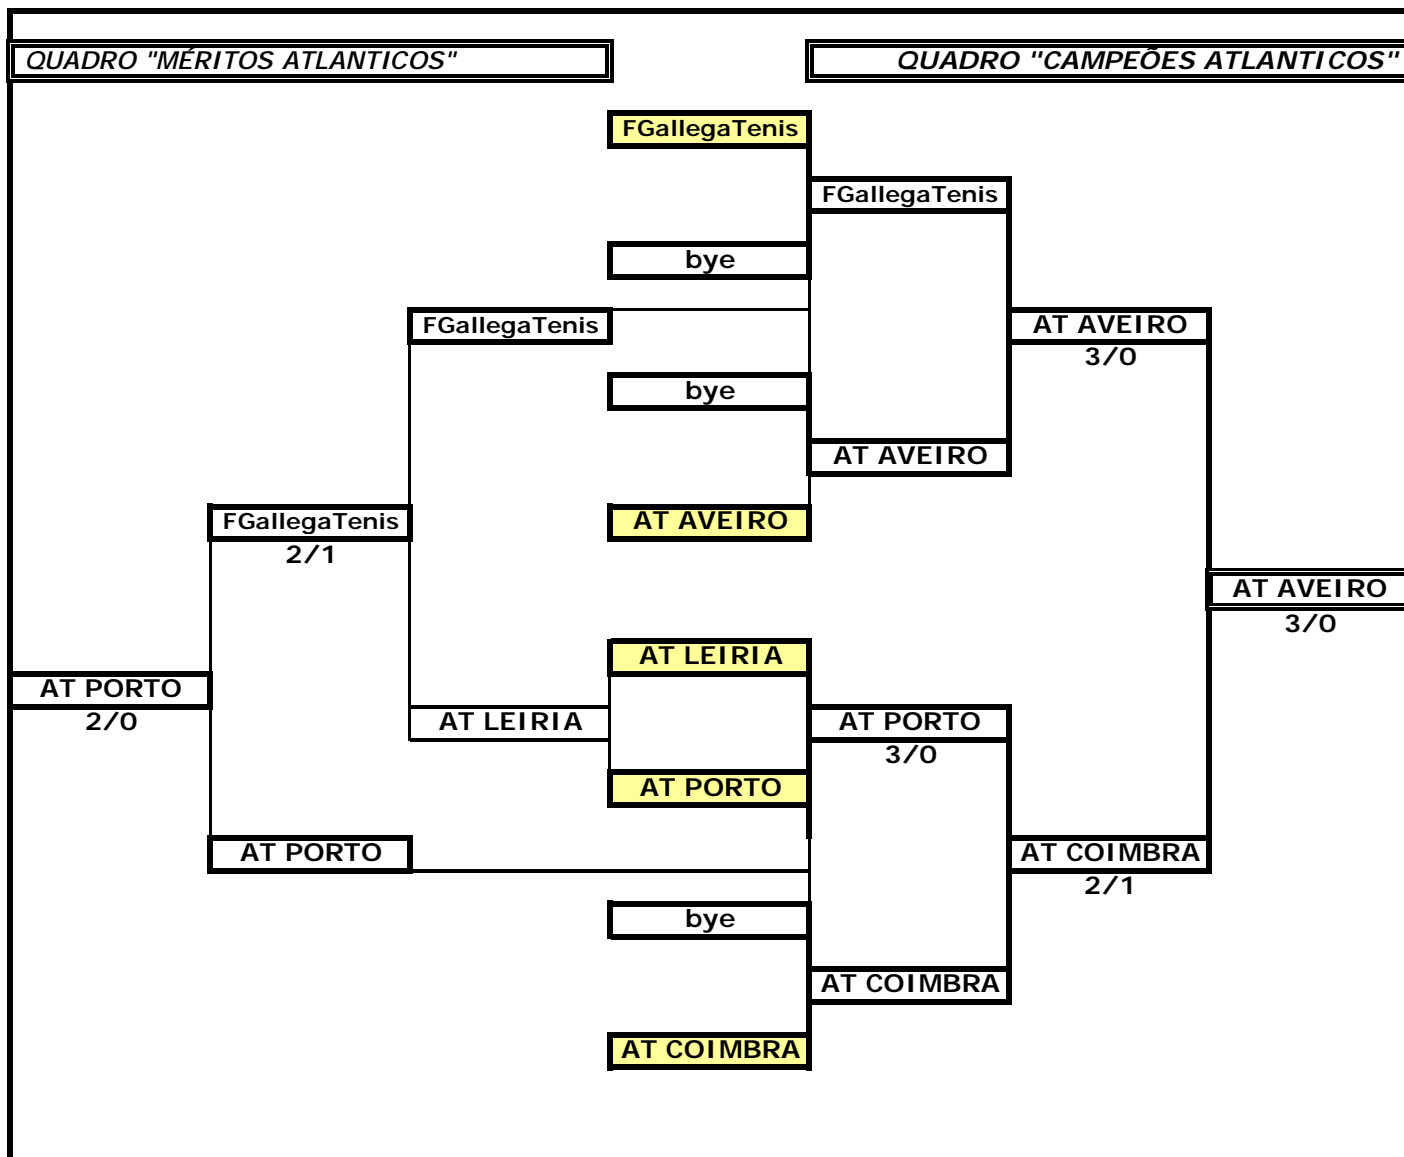 QUADRO "MÉRITOS ATLANTICOS"
QUADRO "CAMPEÕES ATLANTICOS"
FGallegaTenis
FGallegaTenis
bye
FGallegaTenis
AT AVEIRO
3/0
bye
AT AVEIRO
FGallegaTenis
2/1
AT AVEIRO
AT AVEIRO
3/0
AT LEIRIA
AT PORTO
2/0
AT LEIRIA
AT PORTO
3/0
AT PORTO
AT PORTO
AT COIMBRA
2/1
bye
AT COIMBRA
AT COIMBRA